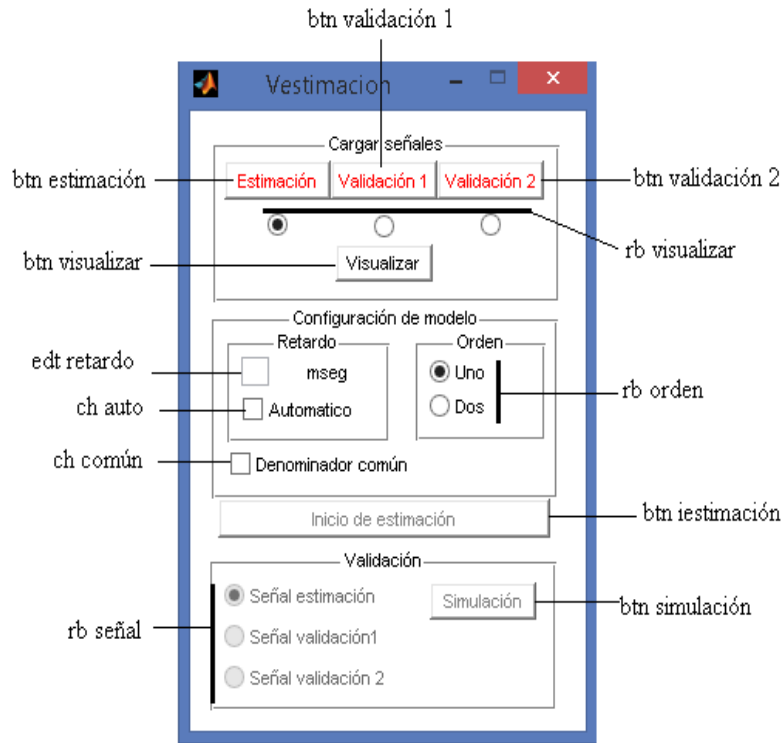 btn validación 1
Vestimacion
Cargar señales
btn estimación
Estimación
Validación 1
Validación 2
btn validación 2
rb visualizar
btn visualizar
Visualizar
Configuración de modelo
Retardo
Orden
edt retardo
mseg
Uno
rb orden
ch auto
Automatico
Dos
ch común
Denominador común
Inicio de estimación
btn iestimación
Validación
Señal estimación
Simulación
btn simulación
rb señal
Señal validación1
Señal validación 2